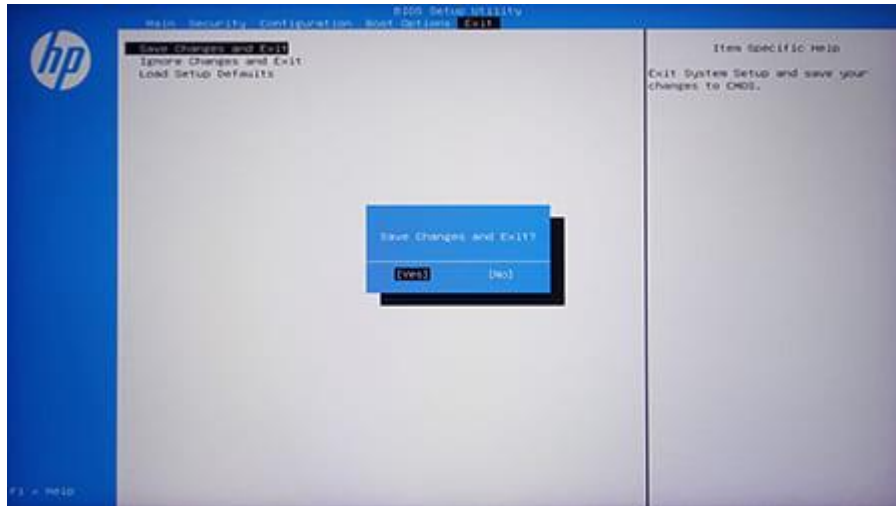 BIOS Setup Utility
Main Security Configuration Boot Options Exit
hp
Save Changes and Exit
Ignore Changes and Exit
Load Setup Defaults
Item Specific Help
Exit System Setup and save your
changes to CMOS.
Save Changes and Exit?
[Yes] [No]
F1 = Help